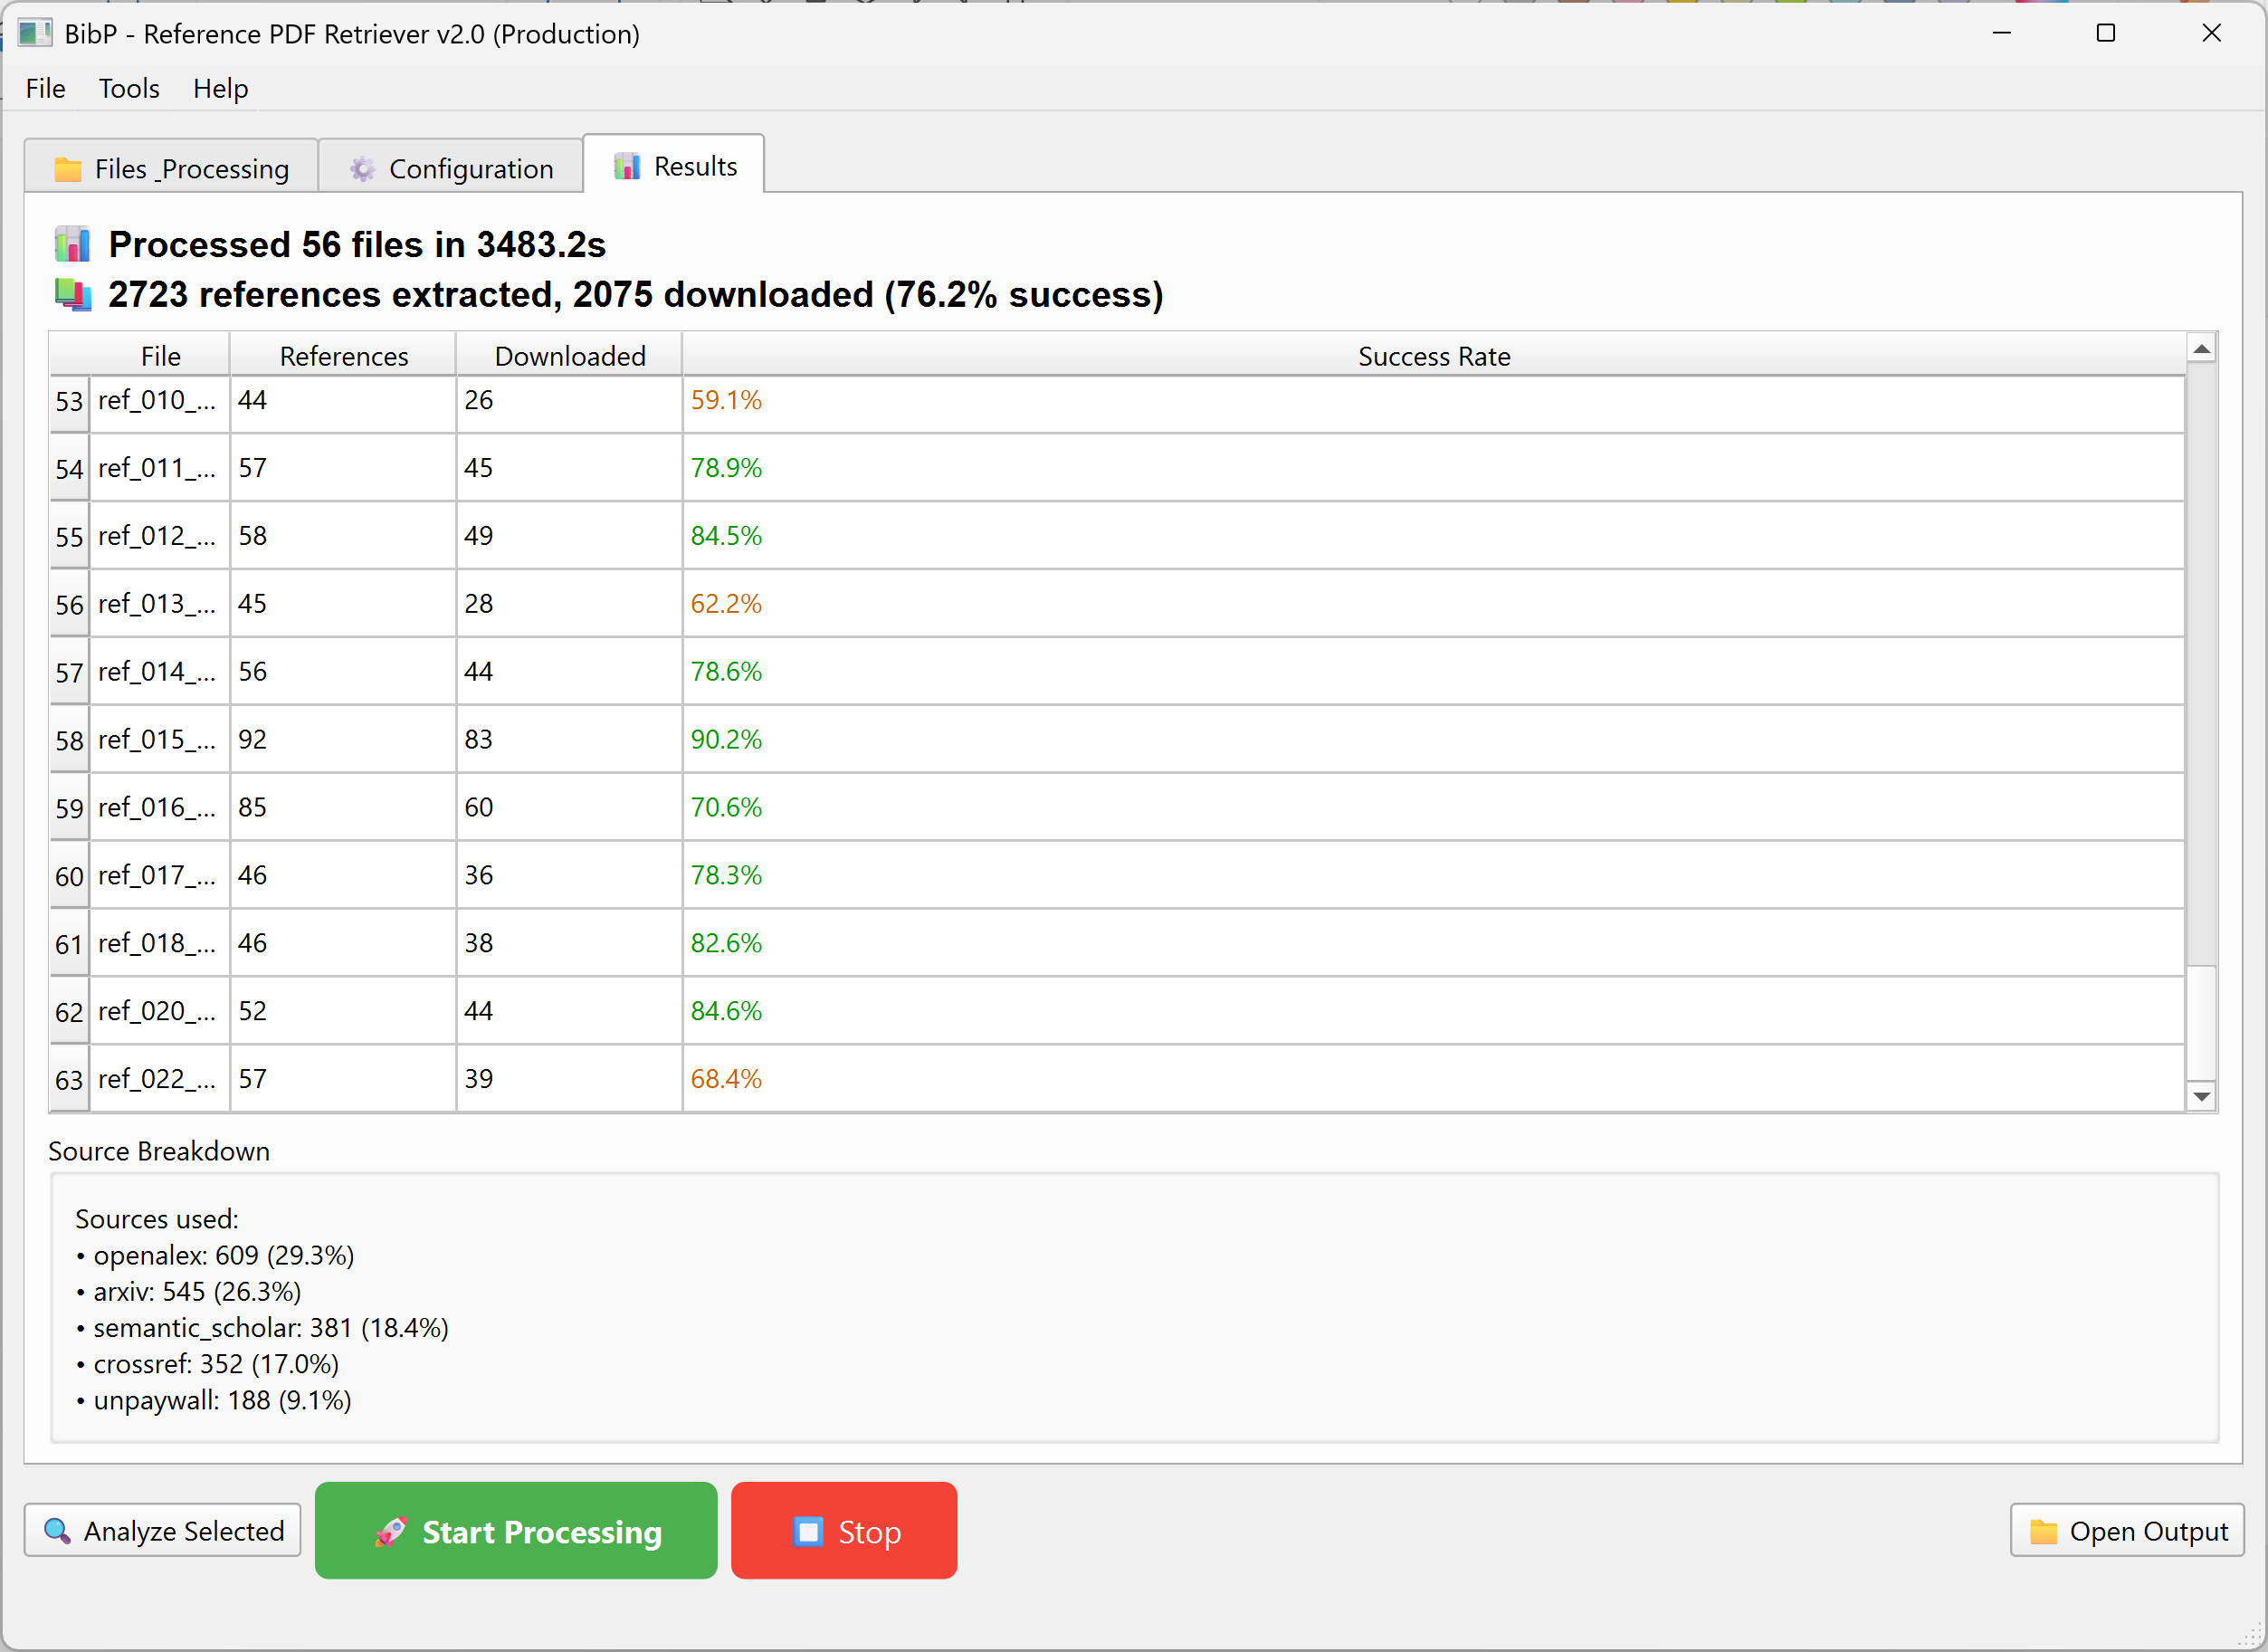 BibP - Reference PDF Retriever v2.0 (Production)
File Tools Help
Files _Processing Configuration Results
Processed 56 files in 3483.2s
2723 references extracted, 2075 downloaded (76.2% success)
File References Downloaded Success Rate
53 ref_010_... 44 26 59.1%
54 ref_011_... 57 45 78.9%
55 ref_012_... 58 49 84.5%
56 ref_013_... 45 28 62.2%
57 ref_014_... 56 44 78.6%
58 ref_015_... 92 83 90.2%
59 ref_016_... 85 60 70.6%
60 ref_017_... 46 36 78.3%
61 ref_018_... 46 38 82.6%
62 ref_020_... 52 44 84.6%
63 ref_022_... 57 39 68.4%
Source Breakdown
Sources used:
• openalex: 609 (29.3%)
• arxiv: 545 (26.3%)
• semantic_scholar: 381 (18.4%)
• crossref: 352 (17.0%)
• unpaywall: 188 (9.1%)
Analyze Selected Start Processing Stop Open Output